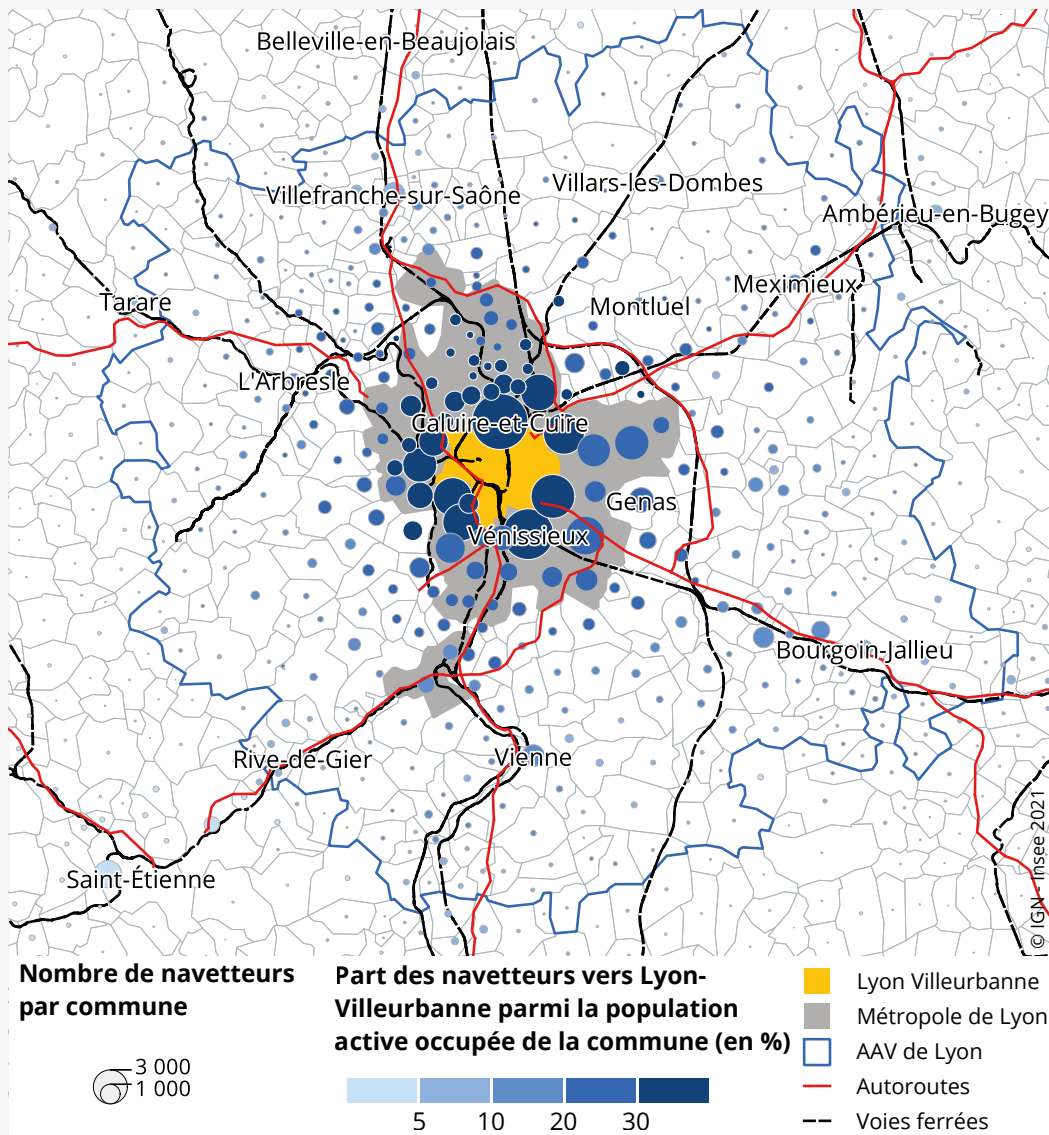 Belleville-en-Beaujolais
Villefranche-sur-Saône
Villars-les-Dombes
Ambérieu-en-Bugey
Meximieux
Tarare
Montluel
L'Arbresle
Caluire-et-Cuire
Genas
Vénissieux
Bourgoin-Jallieu
Rive-de-Gier
Vienne
Saint-Étienne
© IGN - Insee 2021
Nombre de navetteurs
par commune
3 000
1 000
Part des navetteurs vers Lyon-
Villeurbanne parmi la population
active occupée de la commune (en %)
5 10 20 30
Lyon Villeurbanne
Métropole de Lyon
AAV de Lyon
Autoroutes
Voies ferrées